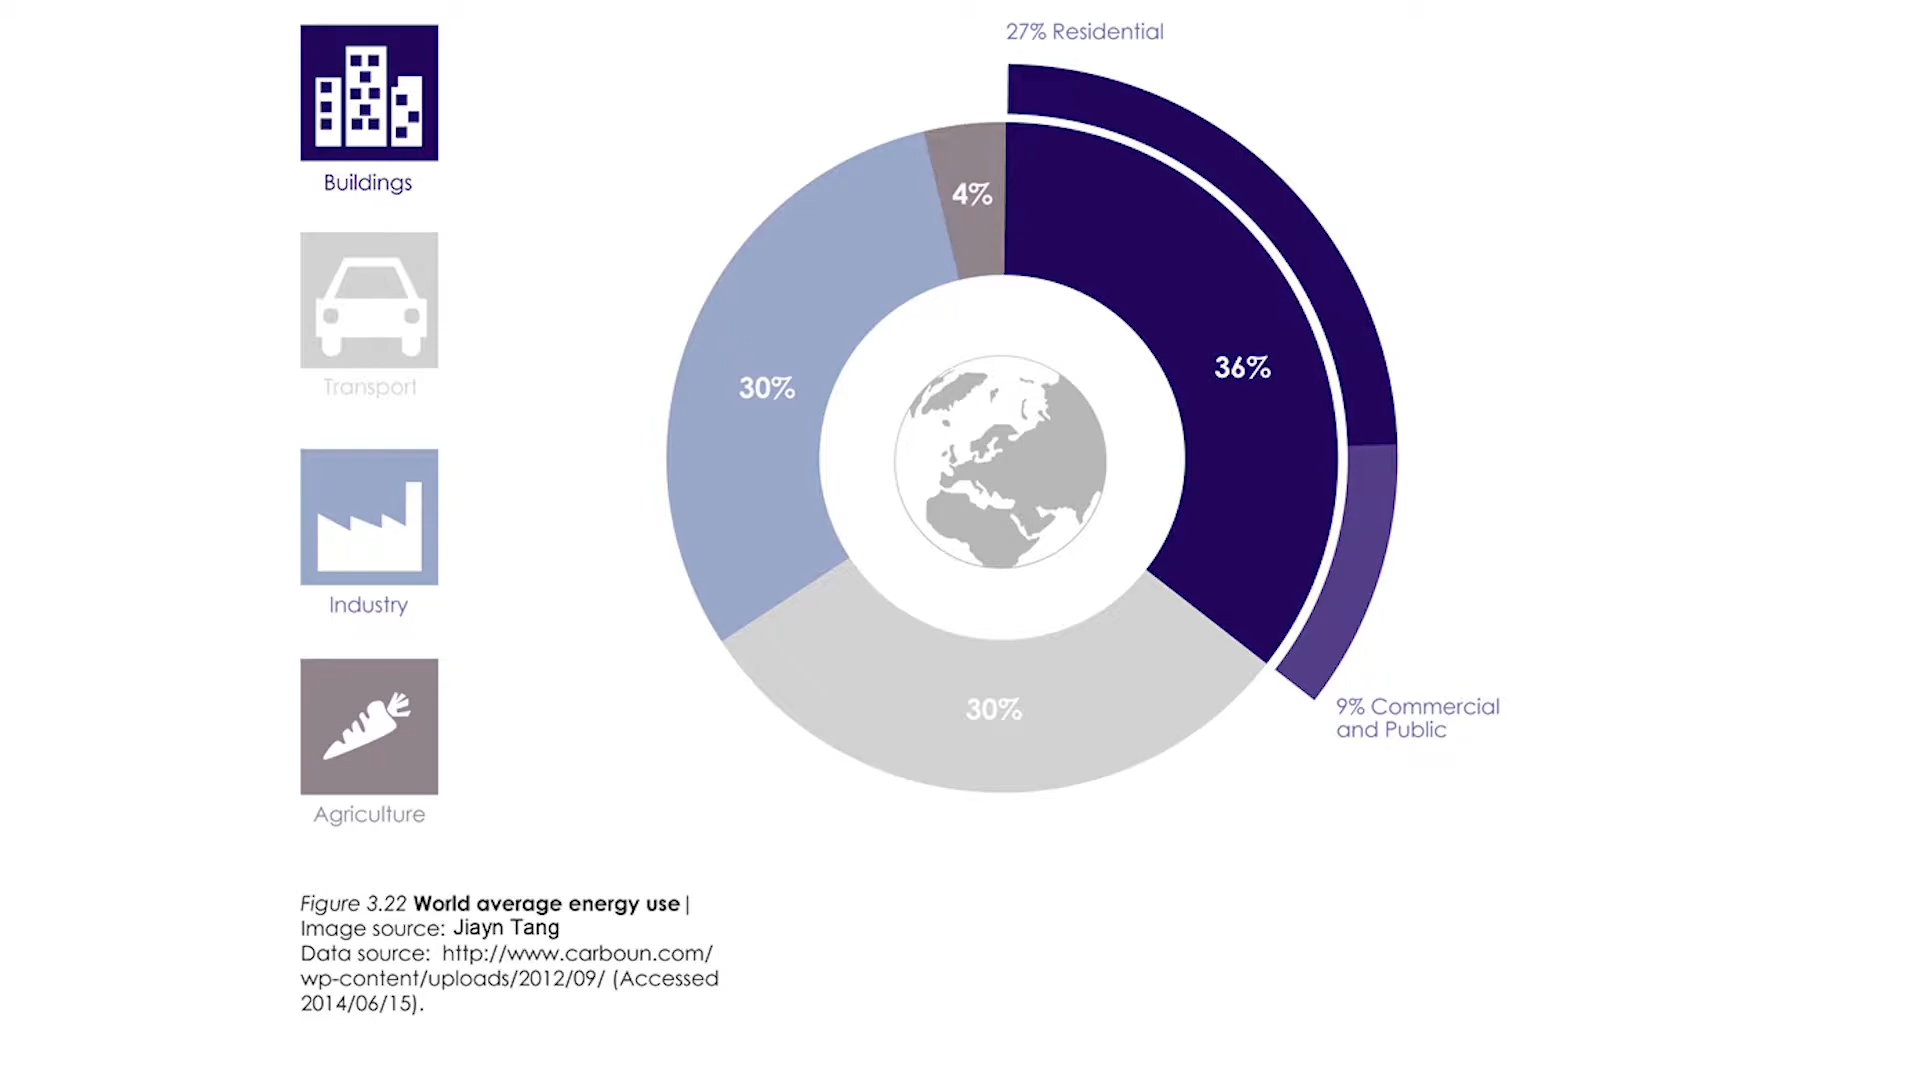 27% Residential
Buildings
4%
36%
30%
Transport
Industry
30%
9% Commercial
and Public
Agriculture
Figure 3.22 World average energy use|
Image source: Jiayn Tang
Data source: http://www.carboun.com/
wp-content/uploads/2012/09/ (Accessed
2014/06/15).